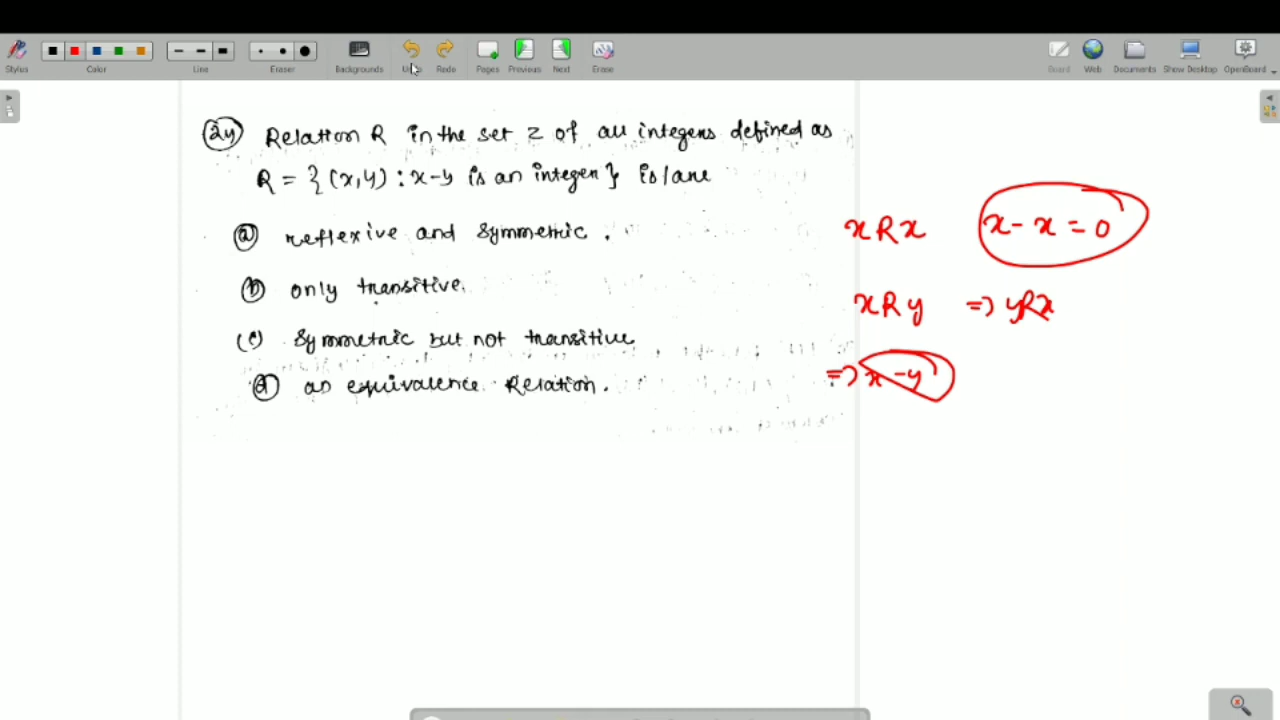 Stylus
Color
Line
Eraser
Backgrounds
Undo
Redo
Pages
Previous
Next
Erase
Board
Web
Documents
Show Desktop
OpenBoard
24 Relation R in the set Z of all integers defined as
R = {(x,y) : x-y is an integer} is/are
(a) reflexive and symmetric.
(b) only transitive.
(c) symmetric but not transitive
(d) an equivalence Relation.
xRx x - x = 0
xRy => yRx
=> x - y